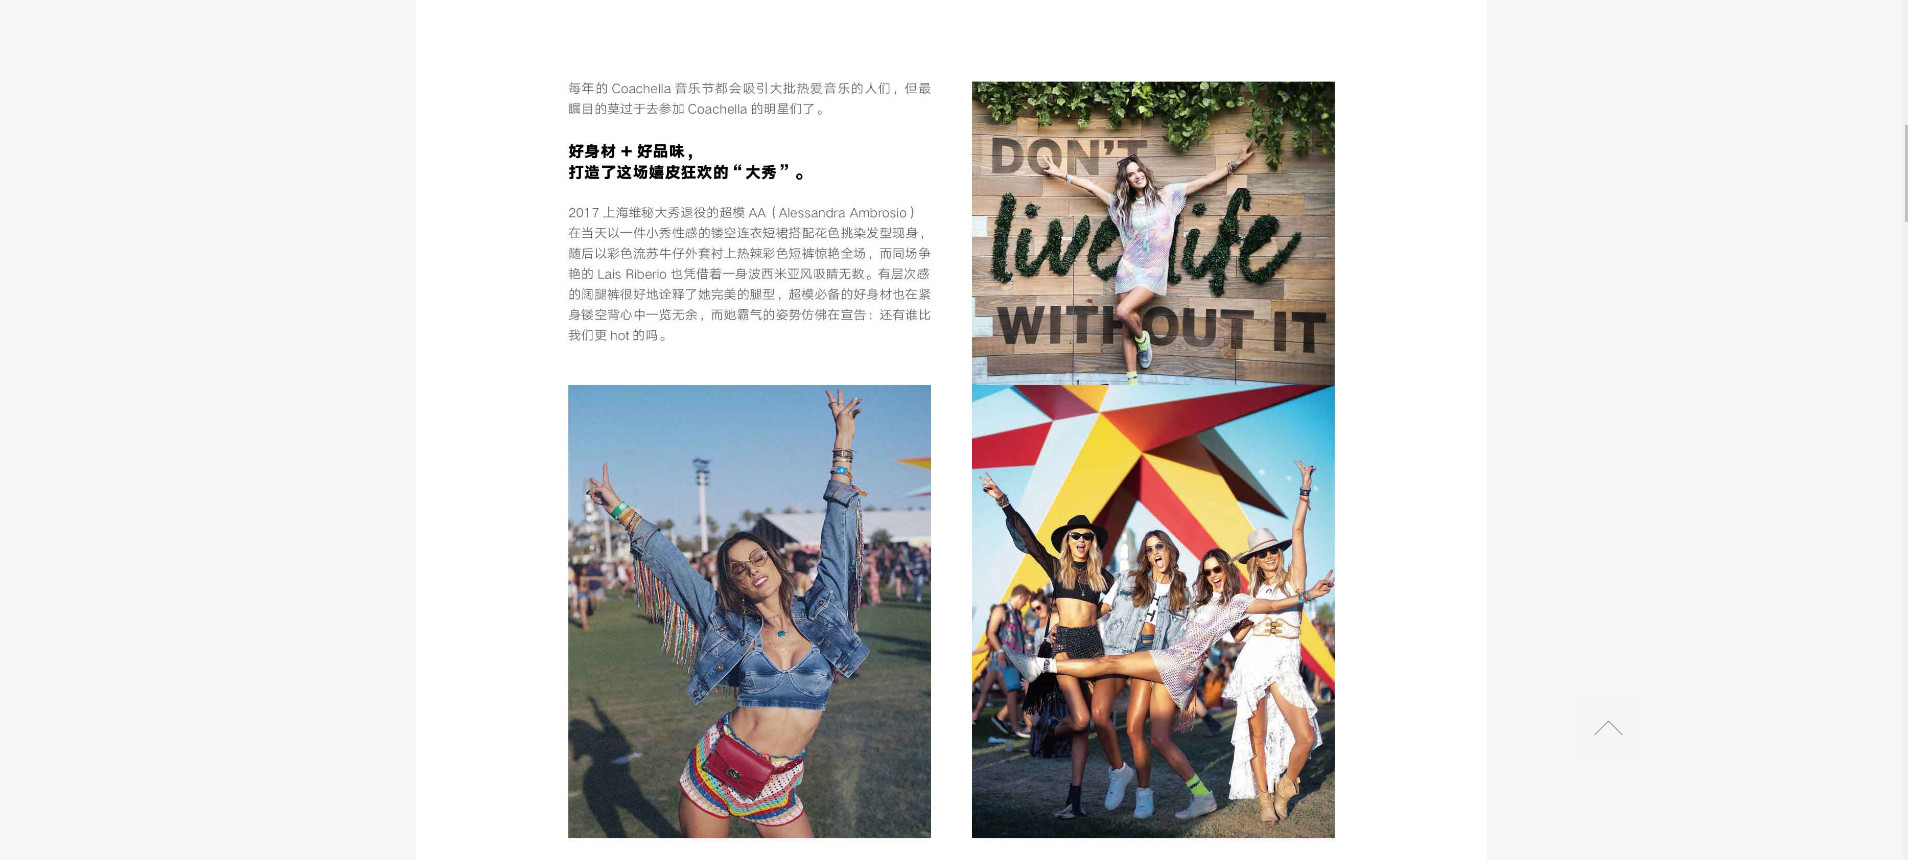 每年的 Coachella 音乐节都会吸引大批热爱音乐的人们，但最
瞩目的莫过于去参加 Coachella 的明星们了。
好身材 + 好品味，
打造了这场嬉皮狂欢的“大秀”。
2017 上海维秘大秀退役的超模 AA（Alessandra Ambrosio）
在当天以一件小秀性感的镂空连衣短裙搭配花色挑染发型现身，
随后以彩色流苏牛仔外套衬上热辣彩色短裤惊艳全场，而同场争
艳的 Lais Riberio 也凭借着一身波西米亚风吸睛无数。有层次感
的阔腿裤很好地诠释了她完美的腿型，超模必备的好身材也在紧
身镂空背心中一览无余，而她霸气的姿势仿佛在宣告：还有谁比
我们更 hot 的吗。
DON'T
live life
WITHOUT IT